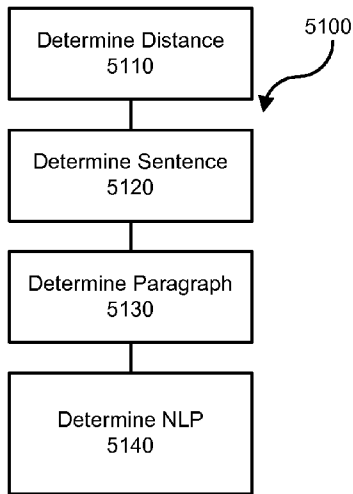 Determine Distance
5110
5100
Determine Sentence
5120
Determine Paragraph
5130
Determine NLP
5140